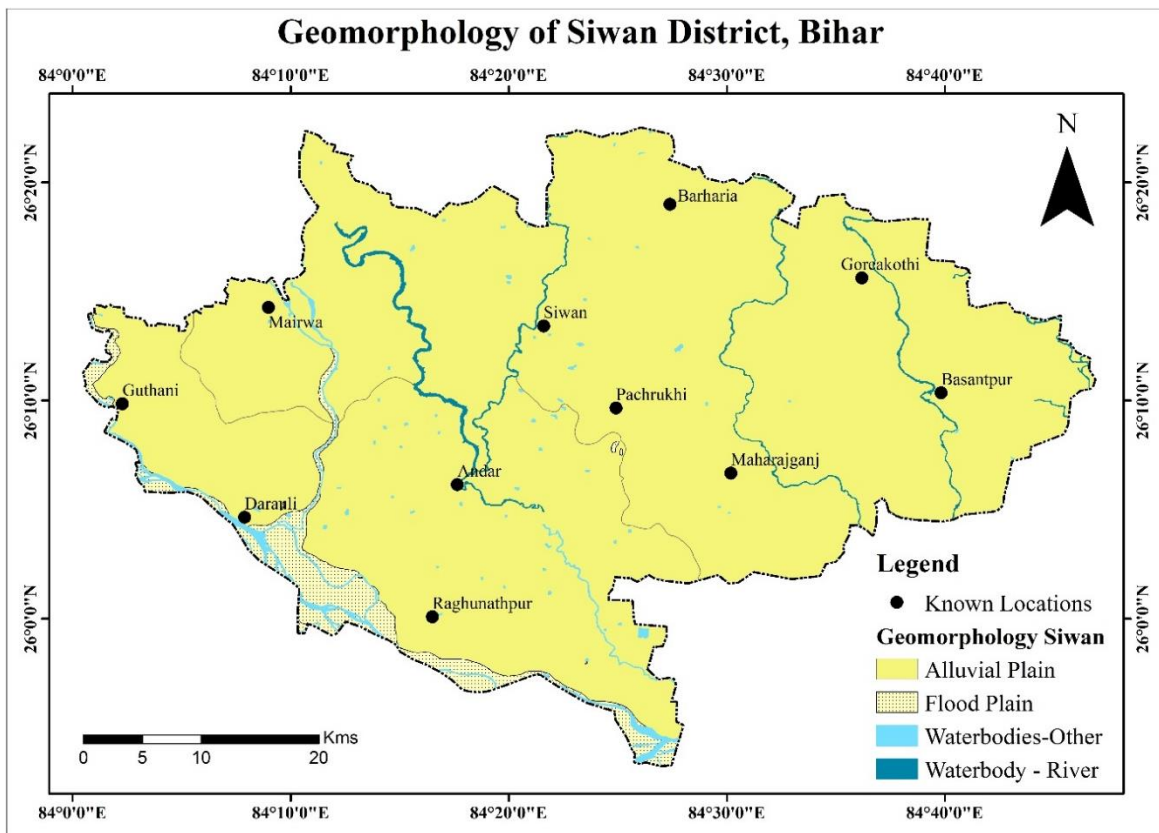 Geomorphology of Siwan District, Bihar
84°0'0"E 84°10'0"E 84°20'0"E 84°30'0"E 84°40'0"E
N
26°20'0"N 26°20'0"N
Barharia
Goreakothi
Siwan
Mairwa
26°10'0"N 26°10'0"N
Guthani
Basantpur
Pachrukhi
Maharajganj
Andar
Darauli
Legend
Known Locations
Raghunathpur
26°0'0"N 26°0'0"N
Geomorphology Siwan
Alluvial Plain
Flood Plain
Waterbodies-Other
Waterbody - River
Kms
0 5 10 20
84°0'0"E 84°10'0"E 84°20'0"E 84°30'0"E 84°40'0"E